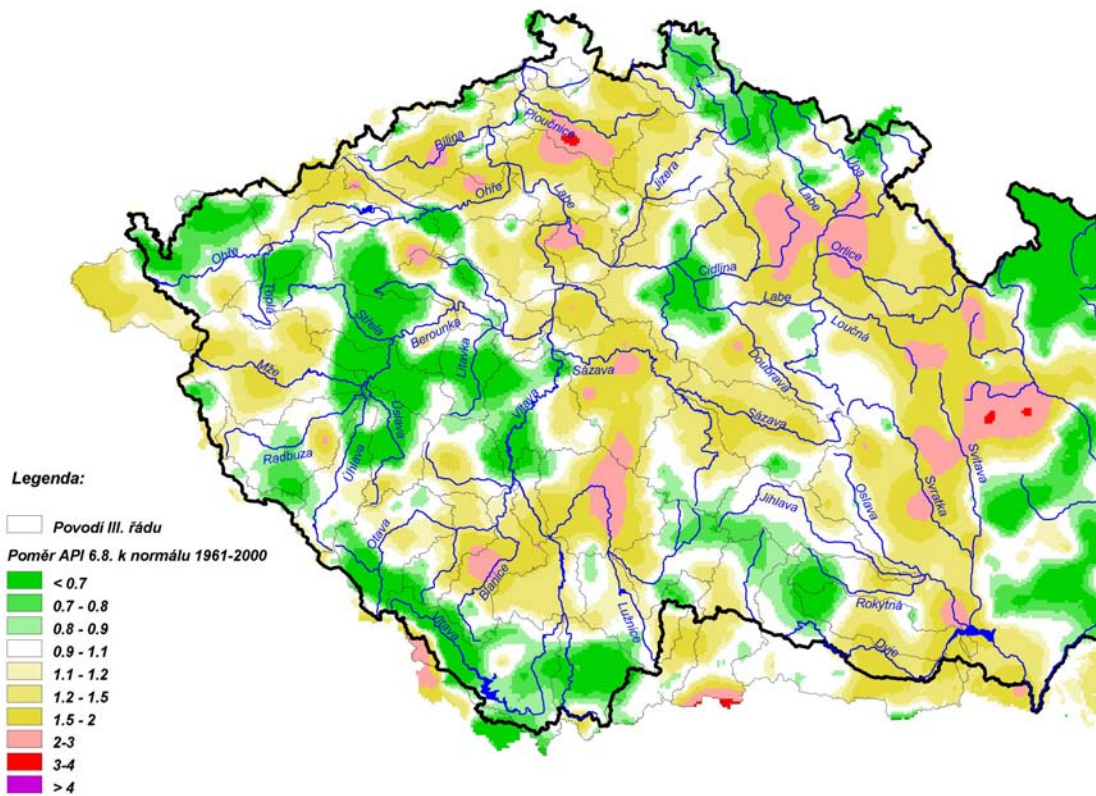 Ploučnice
Bílina
Jizera
Úpa
Ohře
Labe
Labe
Ohře
Orlice
Cidlina
Teplá
Labe
Střela
Berounka
Loučná
Litavka
Doubrava
Mže
Sázava
Vltava
Úslava
Sázava
Radbuza
Úhlava
Svitava
Svratka
Oslava
Jihlava
Otava
Blanice
Rokytná
Lužnice
Vltava
Dyje
Legenda:
Povodí III. řádu
Poměr API 6.8. k normálu 1961-2000
< 0.7
0.7 - 0.8
0.8 - 0.9
0.9 - 1.1
1.1 - 1.2
1.2 - 1.5
1.5 - 2
2-3
3-4
> 4